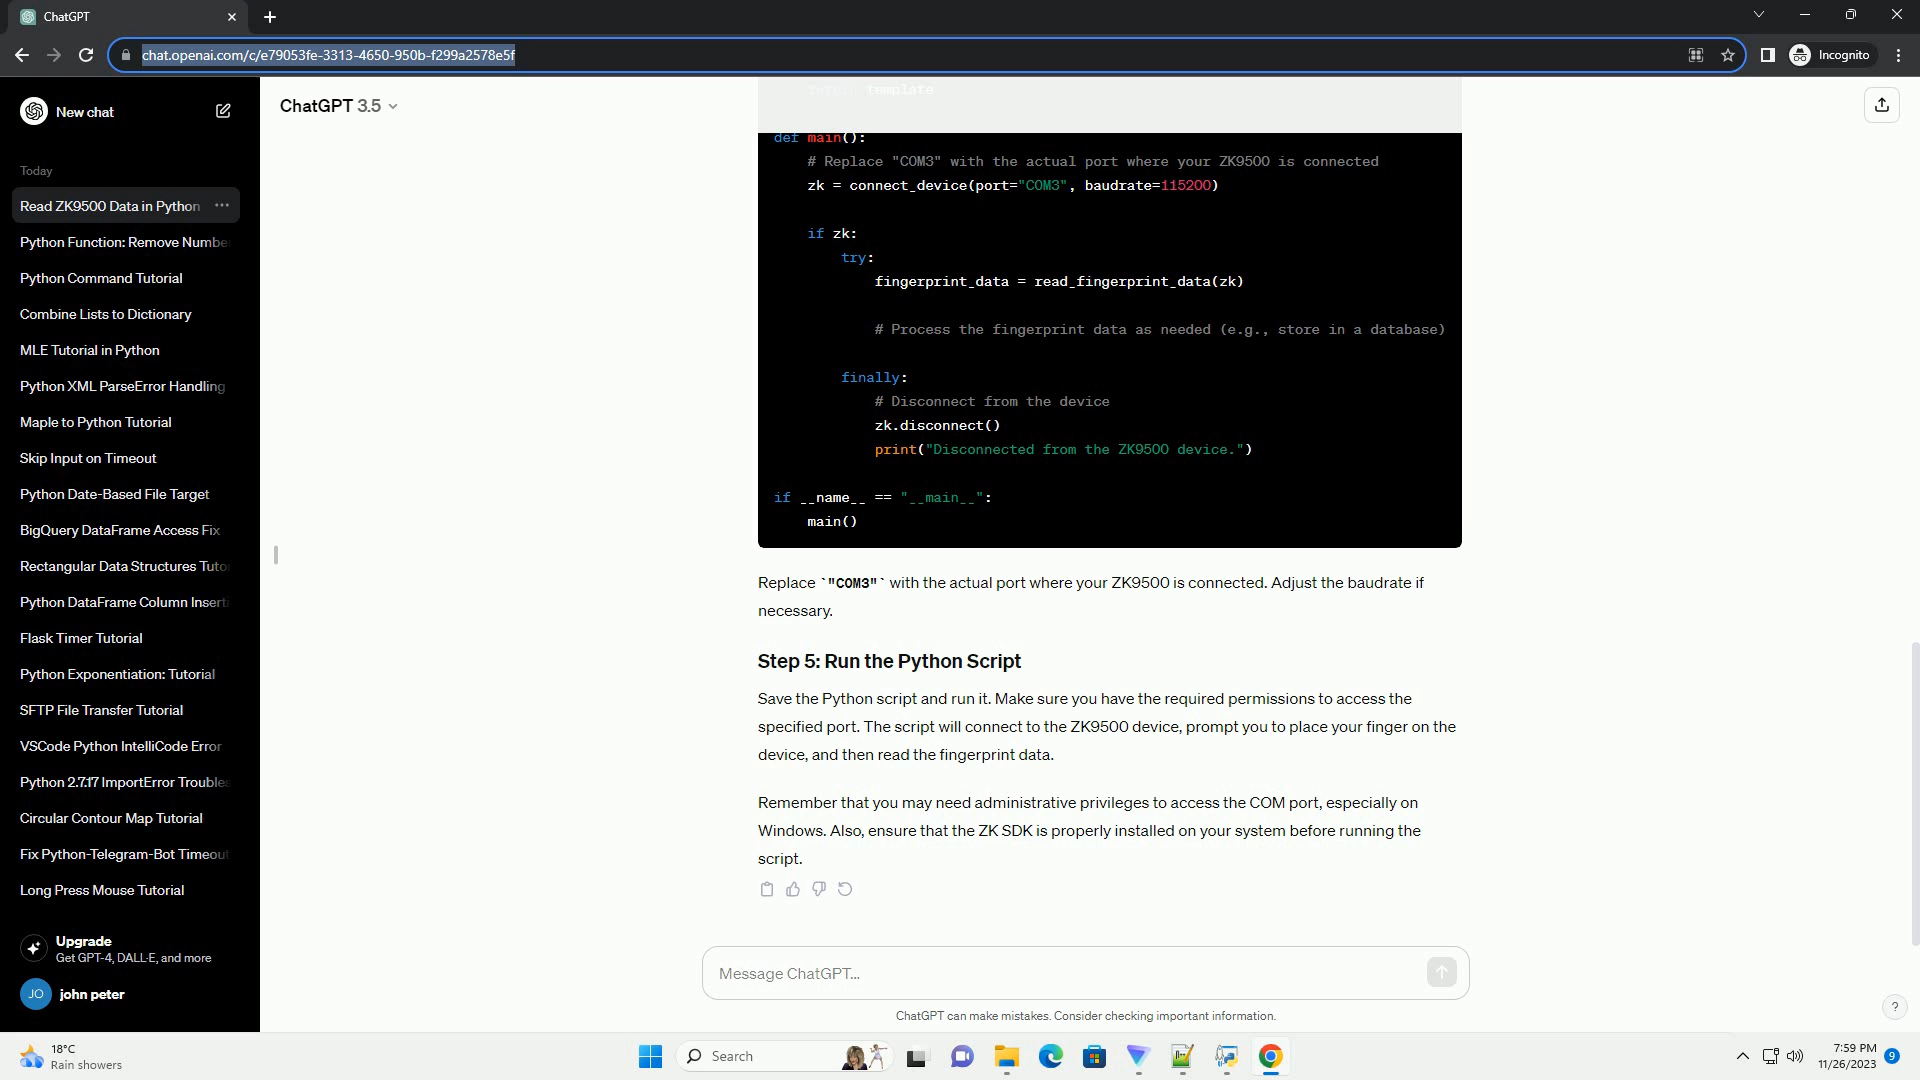 ChatGPT
chat.openai.com/c/e79053fe-3313-4650-950b-f299a2578e5f
Incognito
New chat
Today
Read ZK9500 Data in Python
Python Function: Remove Numbe
Python Command Tutorial
Combine Lists to Dictionary
MLE Tutorial in Python
Python XML ParseError Handling
Maple to Python Tutorial
Skip Input on Timeout
Python Date-Based File Target
BigQuery DataFrame Access Fix
Rectangular Data Structures Tuto
Python DataFrame Column Inserti
Flask Timer Tutorial
Python Exponentiation: Tutorial
SFTP File Transfer Tutorial
VSCode Python IntelliCode Error
Python 2.7.17 ImportError Trouble
Circular Contour Map Tutorial
Fix Python-Telegram-Bot Timeout
Long Press Mouse Tutorial
Upgrade
Get GPT-4, DALL·E, and more
JO
john peter
ChatGPT 3.5
template
def main():
# Replace "COM3" with the actual port where your ZK9500 is connected
zk = connect_device(port="COM3", baudrate=115200)
if zk:
try:
fingerprint_data = read_fingerprint_data(zk)
# Process the fingerprint data as needed (e.g., store in a database)
finally:
# Disconnect from the device
zk.disconnect()
print("Disconnected from the ZK9500 device.")
if __name__ == "__main__":
main()
Replace `"COM3"` with the actual port where your ZK9500 is connected. Adjust the baudrate if
necessary.
Step 5: Run the Python Script
Save the Python script and run it. Make sure you have the required permissions to access the
specified port. The script will connect to the ZK9500 device, prompt you to place your finger on the
device, and then read the fingerprint data.
Remember that you may need administrative privileges to access the COM port, especially on
Windows. Also, ensure that the ZK SDK is properly installed on your system before running the
script.
Message ChatGPT...
ChatGPT can make mistakes. Consider checking important information.
?
18°C
Rain showers
Search
7:59 PM
11/26/2023
9